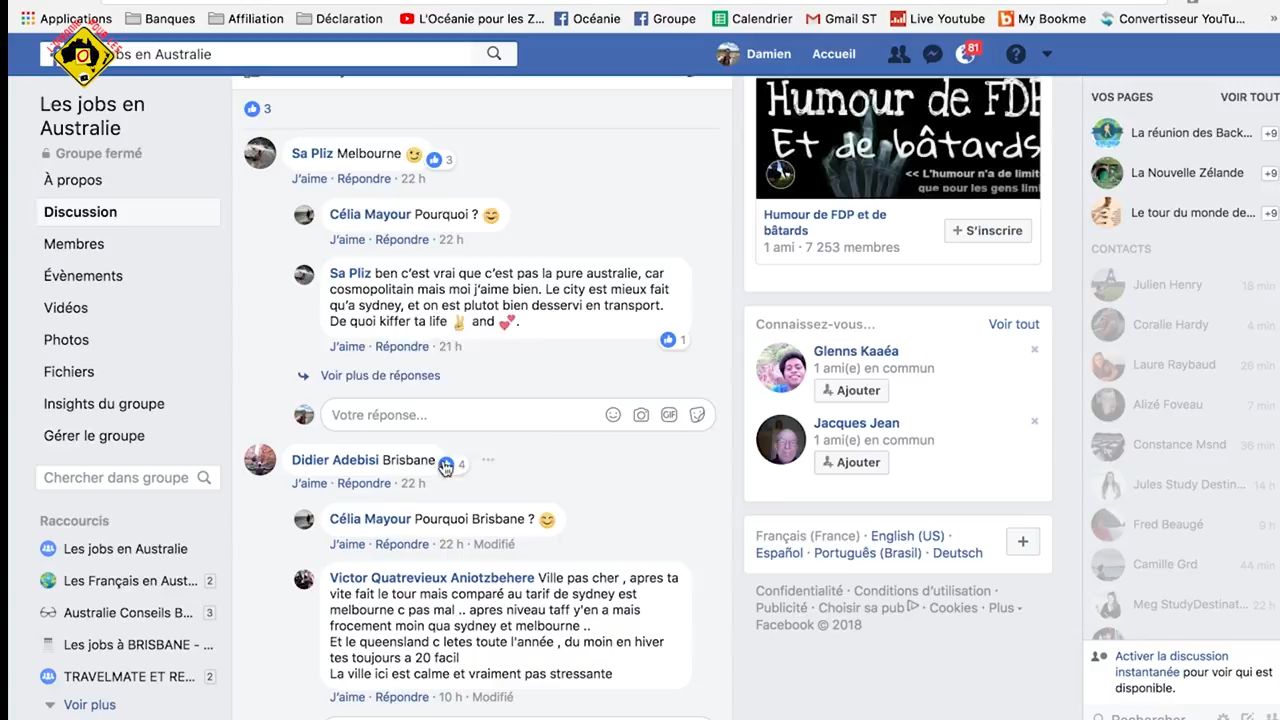 Applications
Banques
Affiliation
Déclaration
L'Océanie pour les Z...
Océanie
Groupe
Calendrier
Gmail ST
Live Youtube
My Bookme
Convertisseur YouTu...
»
L'OCÉANIE POUR LES
bs en Australie
Damien
Accueil
81
Les jobs en
Australie
Groupe fermé
À propos
Discussion
Membres
Évènements
Vidéos
Photos
Fichiers
Insights du groupe
Gérer le groupe
Chercher dans groupe
Raccourcis
Les jobs en Australie
Les Français en Aust... 2
Australie Conseils B... 3
Les jobs à BRISBANE - ...
TRAVELMATE ET RE... 2
Voir plus
3
Sa Pliz Melbourne 😉 3
J'aime · Répondre · 22 h
Célia Mayour Pourquoi ? 😊
J'aime · Répondre · 22 h
Sa Pliz ben c'est vrai que c'est pas la pure australie, car
cosmopolitain mais moi j'aime bien. Le city est mieux fait
qu'a sydney, et on est plutot bien desservi en transport.
De quoi kiffer ta life ✌ and 💕.
1
J'aime · Répondre · 21 h
Voir plus de réponses
Votre réponse...
GIF
Didier Adebisi Brisbane 4 ...
J'aime · Répondre · 22 h
Célia Mayour Pourquoi Brisbane ? 😊
J'aime · Répondre · 22 h · Modifié
Victor Quatrevieux Aniotzbehere Ville pas cher , apres ta
vite fait le tour mais comparé au tarif de sydney est
melbourne c pas mal .. apres niveau taff y'en a mais
frocement moin qua sydney et melbourne ..
Et le queensland c letes toute l'année , du moin en hiver
tes toujours a 20 facil
La ville ici est calme et vraiment pas stressante
J'aime · Répondre · 10 h · Modifié
Humour de FDP
Et de bâtards
<< L'humour n'a de limit
que pour les gens limi
Humour de FDP et de
bâtards
1 ami · 7 253 membres
+ S'inscrire
Connaissez-vous...
Voir tout
Glenns Kaaéa
1 ami(e) en commun
Ajouter
Jacques Jean
1 ami(e) en commun
Ajouter
Français (France) · English (US) ·
Español · Português (Brasil) · Deutsch
+
Confidentialité · Conditions d'utilisation ·
Publicité · Choisir sa pub · Cookies · Plus
Facebook © 2018
VOS PAGES
VOIR TOUT
La réunion des Back... +9
La Nouvelle Zélande +9
Le tour du monde de... +9
CONTACTS
Julien Henry 18 min
Coralie Hardy 4 min
Laure Raybaud 26 min
Alizé Foveau 7 min
Constance Msnd 36 min
Jules Study Destin... 14 h
Fred Beaugé 9 h
Camille Grd 44 min
Meg StudyDestinat... 22 h
Activer la discussion
instantanée pour voir qui est
disponible.
Rechercher